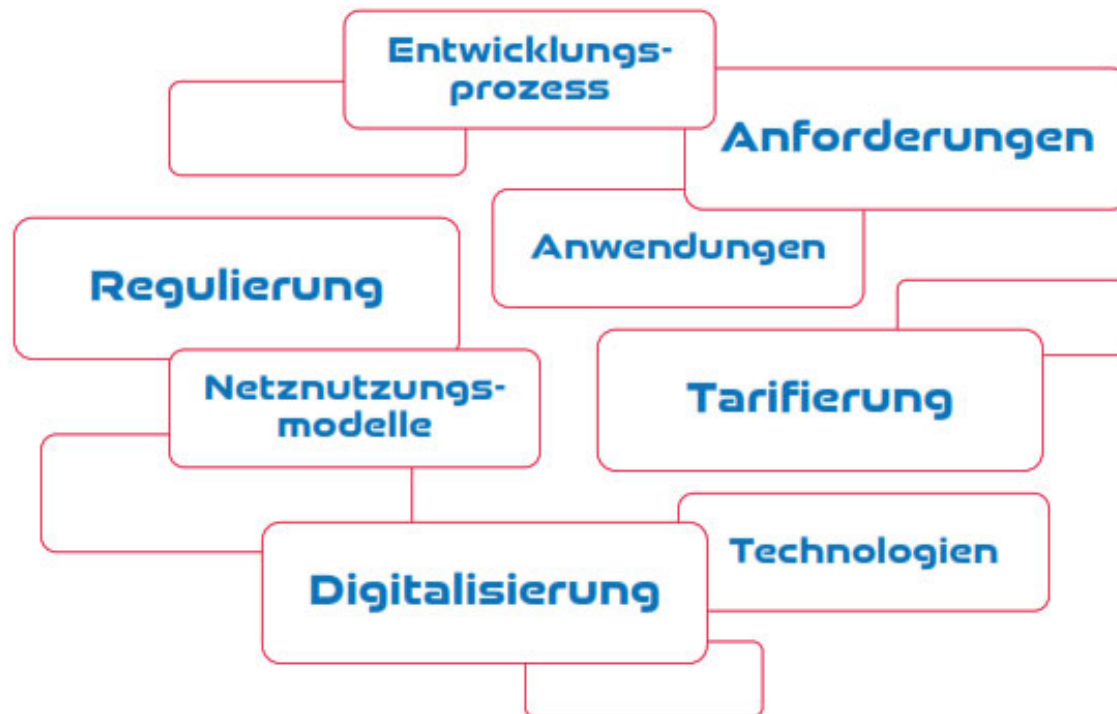 Entwicklungs-
prozess
Anforderungen
Anwendungen
Regulierung
Netznutzungs-
modelle
Tarifierung
Technologien
Digitalisierung